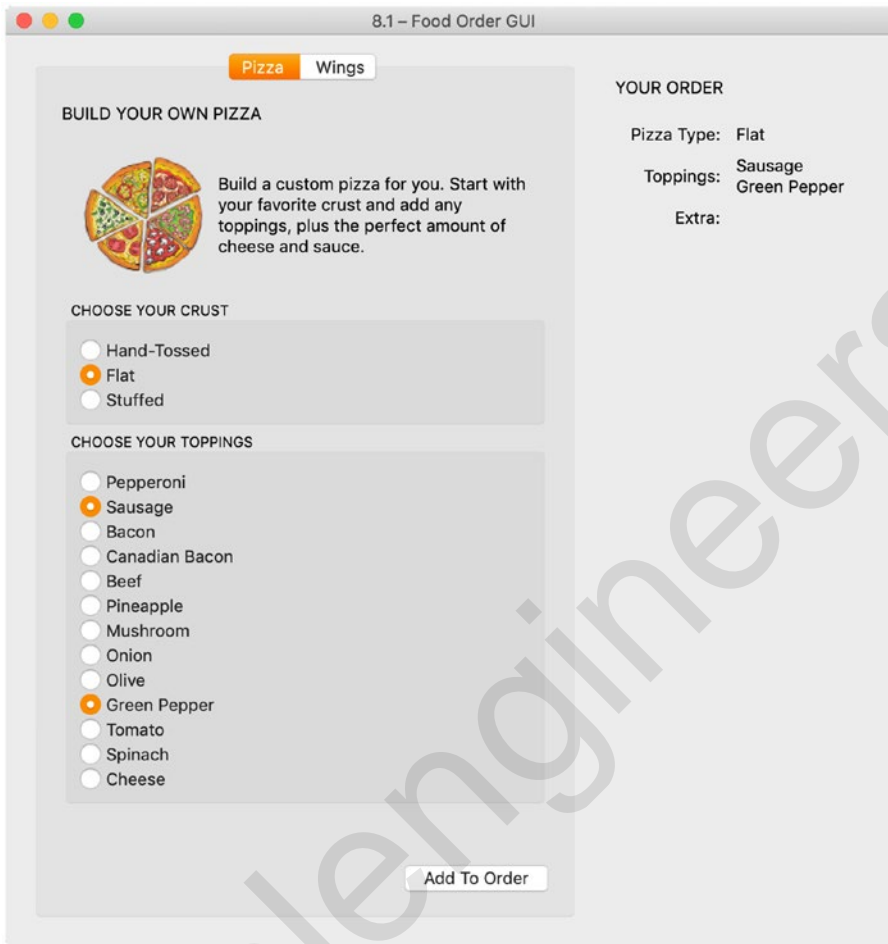 8.1 – Food Order GUI
Pizza
Wings
BUILD YOUR OWN PIZZA
Build a custom pizza for you. Start with
your favorite crust and add any
toppings, plus the perfect amount of
cheese and sauce.
CHOOSE YOUR CRUST
Hand-Tossed
Flat
Stuffed
CHOOSE YOUR TOPPINGS
Pepperoni
Sausage
Bacon
Canadian Bacon
Beef
Pineapple
Mushroom
Onion
Olive
Green Pepper
Tomato
Spinach
Cheese
Add To Order
YOUR ORDER
Pizza Type: Flat
Toppings: Sausage
Green Pepper
Extra:
lengineers